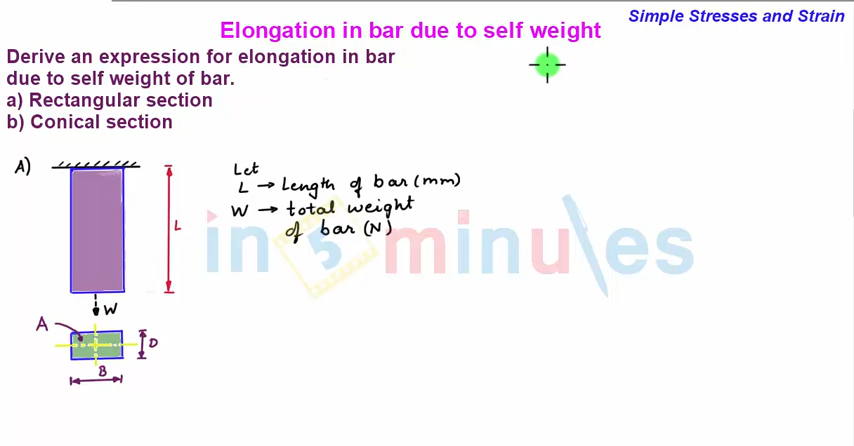 Simple Stresses and Strain
Elongation in bar due to self weight
Derive an expression for elongation in bar
due to self weight of bar.
a) Rectangular section
b) Conical section
A)
Let
L → Length of bar (mm)
W → total weight
of bar (N)
L
W
A
D
B
in 5 minutes